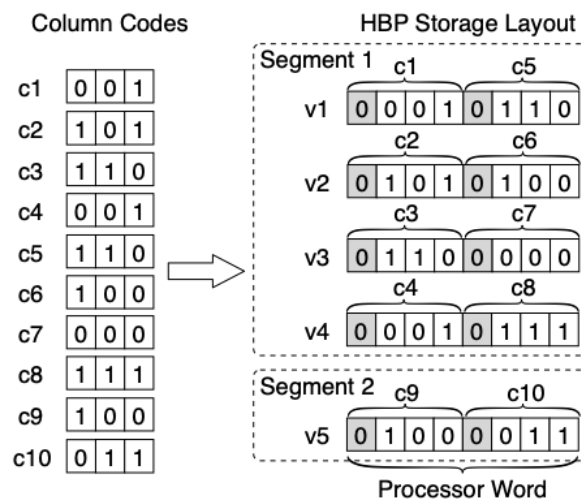 Column Codes
c1 0 0 1
c2 1 0 1
c3 1 1 0
c4 0 0 1
c5 1 1 0
c6 1 0 0
c7 0 0 0
c8 1 1 1
c9 1 0 0
c10 0 1 1
HBP Storage Layout
Segment 1
c1 c5
v1 0 0 0 1 0 1 1 0
c2 c6
v2 0 1 0 1 0 1 0 0
c3 c7
v3 0 1 1 0 0 0 0 0
c4 c8
v4 0 0 0 1 0 1 1 1
Segment 2
c9 c10
v5 0 1 0 0 0 0 1 1
Processor Word